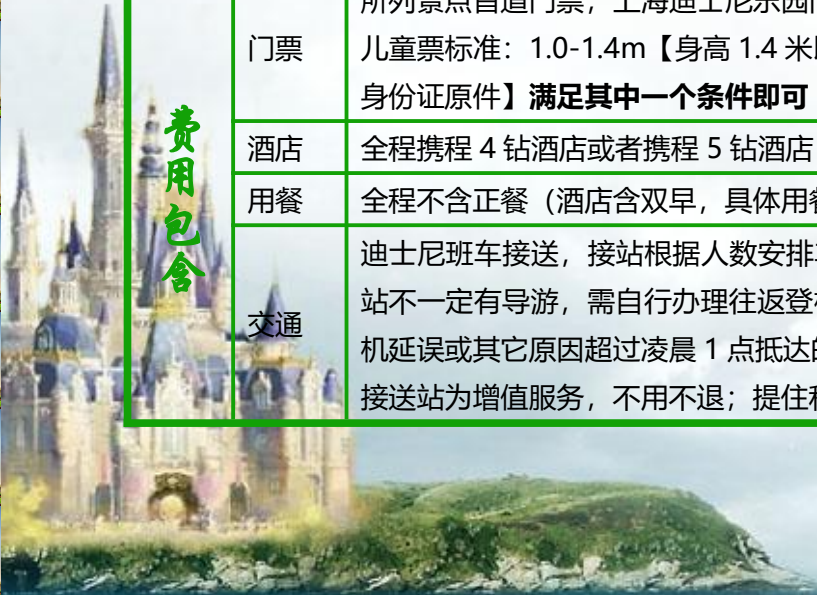 费用包含
门票
所列景点首道门票，上海迪士尼乐园门
儿童票标准：1.0-1.4m【身高 1.4 米
身份证原件】满足其中一个条件即可
酒店
全程携程 4 钻酒店或者携程 5 钻酒店
用餐
全程不含正餐（酒店含双早，具体用餐
交通
迪士尼班车接送，接站根据人数安排
站不一定有导游，需自行办理往返登
机延误或其它原因超过凌晨 1 点抵达的
接送站为增值服务，不用不退；提住